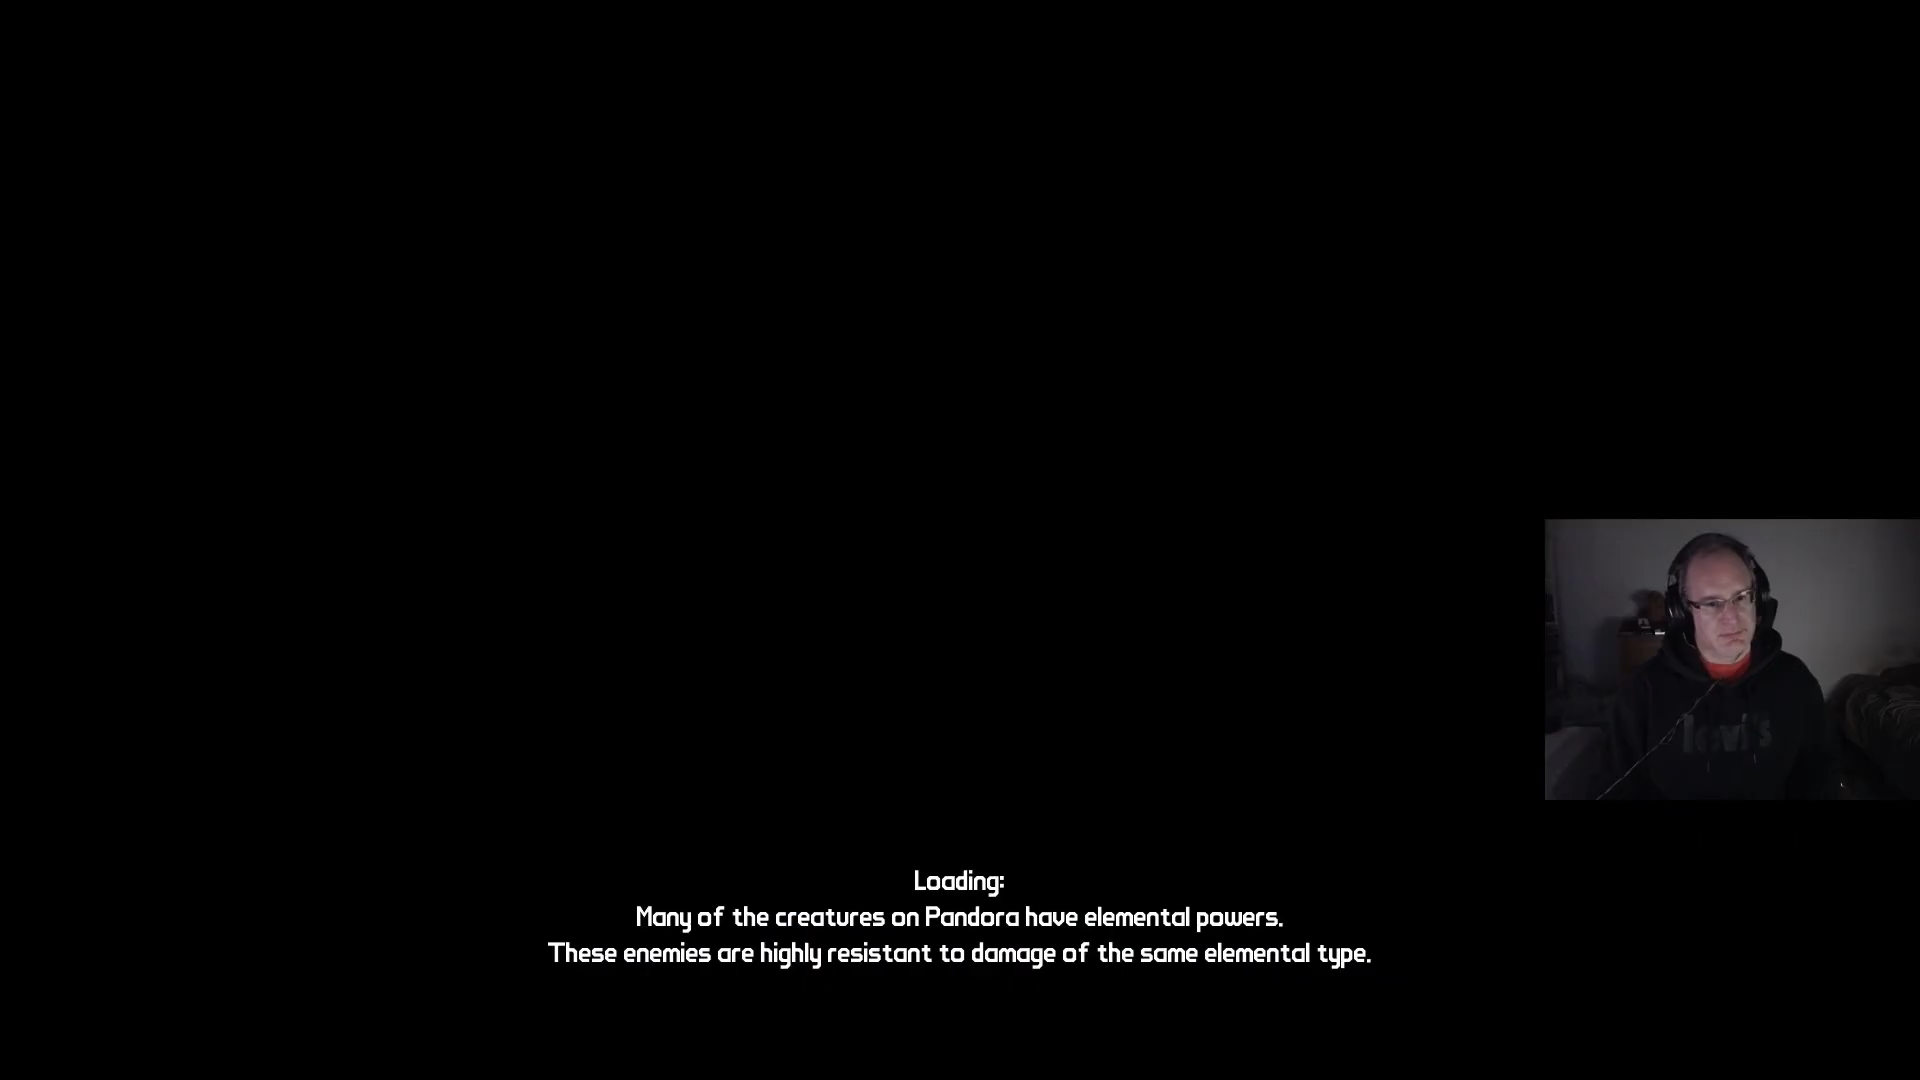 Loading:
Many of the creatures on Pandora have elemental powers.
These enemies are highly resistant to damage of the same elemental type.
Levi's